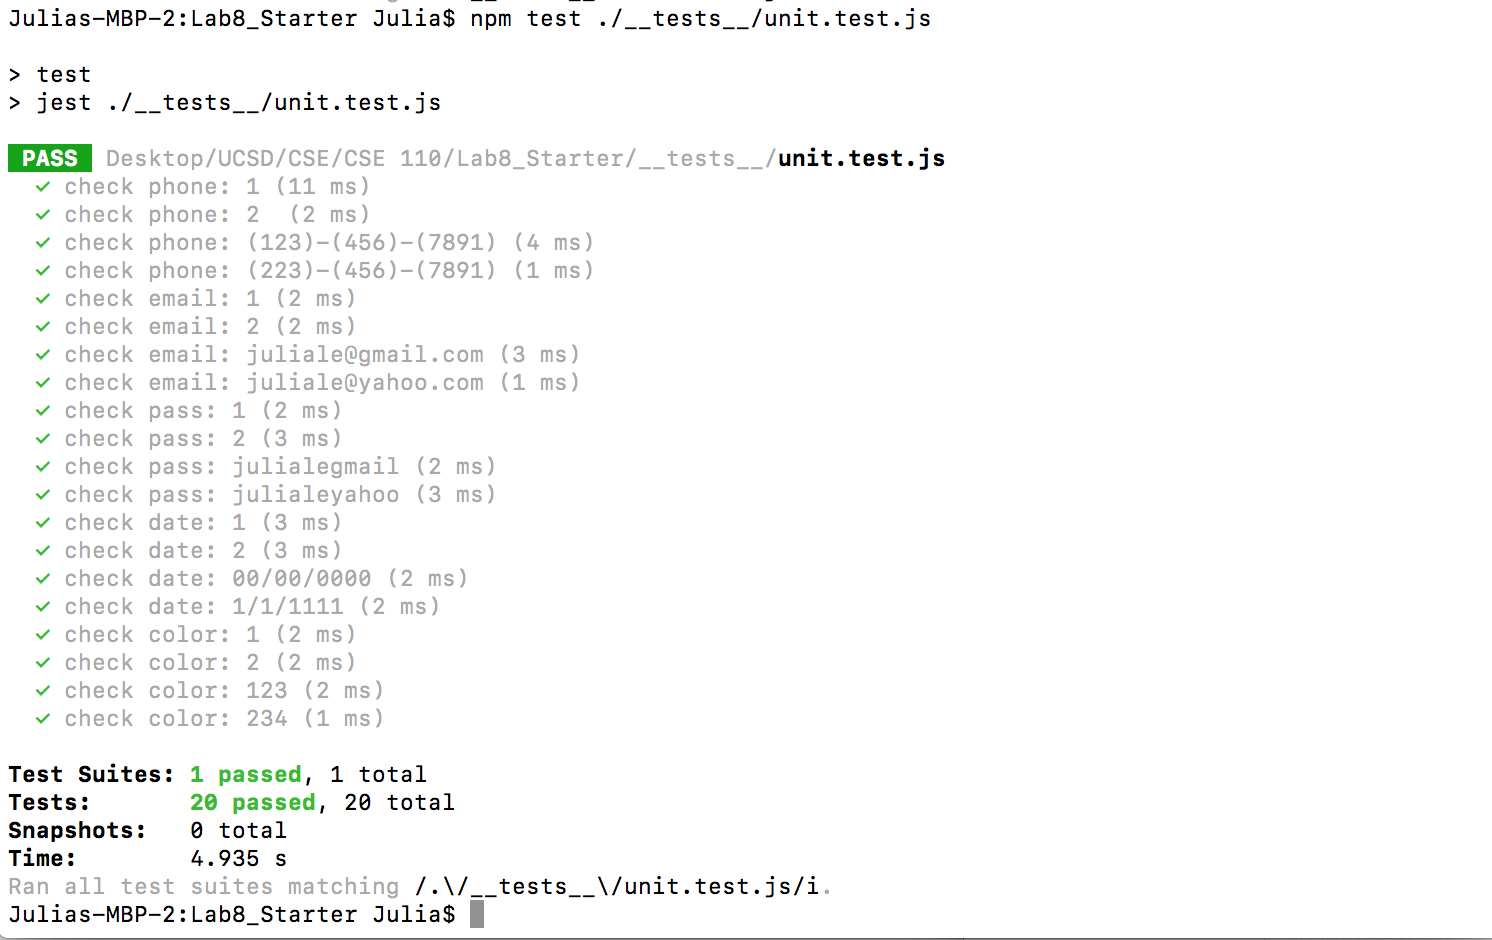 Julias-MBP-2:Lab8_Starter Julia$ npm test ./__tests__/unit.test.js
> test
> jest ./__tests__/unit.test.js
PASS Desktop/UCSD/CSE/CSE 110/Lab8_Starter/__tests__/unit.test.js
✓ check phone: 1 (11 ms)
✓ check phone: 2  (2 ms)
✓ check phone: (123)-(456)-(7891) (4 ms)
✓ check phone: (223)-(456)-(7891) (1 ms)
✓ check email: 1 (2 ms)
✓ check email: 2 (2 ms)
✓ check email: juliale@gmail.com (3 ms)
✓ check email: juliale@yahoo.com (1 ms)
✓ check pass: 1 (2 ms)
✓ check pass: 2 (3 ms)
✓ check pass: julialegmail (2 ms)
✓ check pass: julialeyahoo (3 ms)
✓ check date: 1 (3 ms)
✓ check date: 2 (3 ms)
✓ check date: 00/00/0000 (2 ms)
✓ check date: 1/1/1111 (2 ms)
✓ check color: 1 (2 ms)
✓ check color: 2 (2 ms)
✓ check color: 123 (2 ms)
✓ check color: 234 (1 ms)
Test Suites: 1 passed, 1 total
Tests:       20 passed, 20 total
Snapshots:   0 total
Time:        4.935 s
Ran all test suites matching /.\/__tests__\/unit.test.js/i.
Julias-MBP-2:Lab8_Starter Julia$